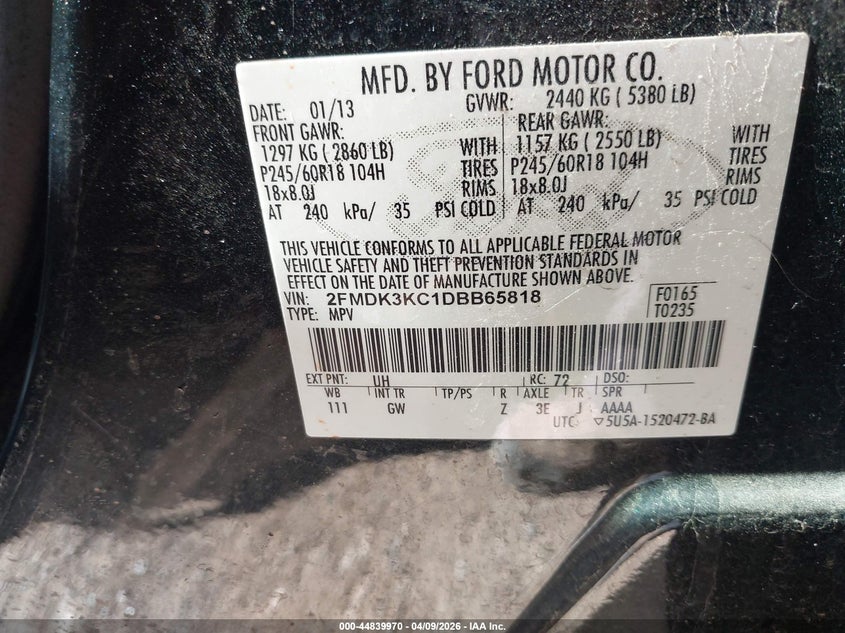 MFD. BY FORD MOTOR CO.
DATE: 01/13 GVWR: 2440 KG ( 5380 LB)
FRONT GAWR: REAR GAWR:
1297 KG ( 2860 LB) WITH 1157 KG ( 2550 LB) WITH
P245/60R18 104H TIRES P245/60R18 104H TIRES
18x8.0J RIMS 18x8.0J RIMS
AT 240 kPa/ 35 PSI COLD AT 240 kPa/ 35 PSI COLD
THIS VEHICLE CONFORMS TO ALL APPLICABLE FEDERAL MOTOR
VEHICLE SAFETY AND THEFT PREVENTION STANDARDS IN
EFFECT ON THE DATE OF MANUFACTURE SHOWN ABOVE.
VIN: 2FMDK3KC1DBB65818 F0165
TYPE: MPV T0235
EXT PNT: UH RC: 72 DSO:
WB INT TR TP/PS R AXLE TR SPR
111 GW Z 3E J AAAA
UTC ▽5U5A-1520472-BA
000-44839970 - 04/09/2026 - IAA Inc.